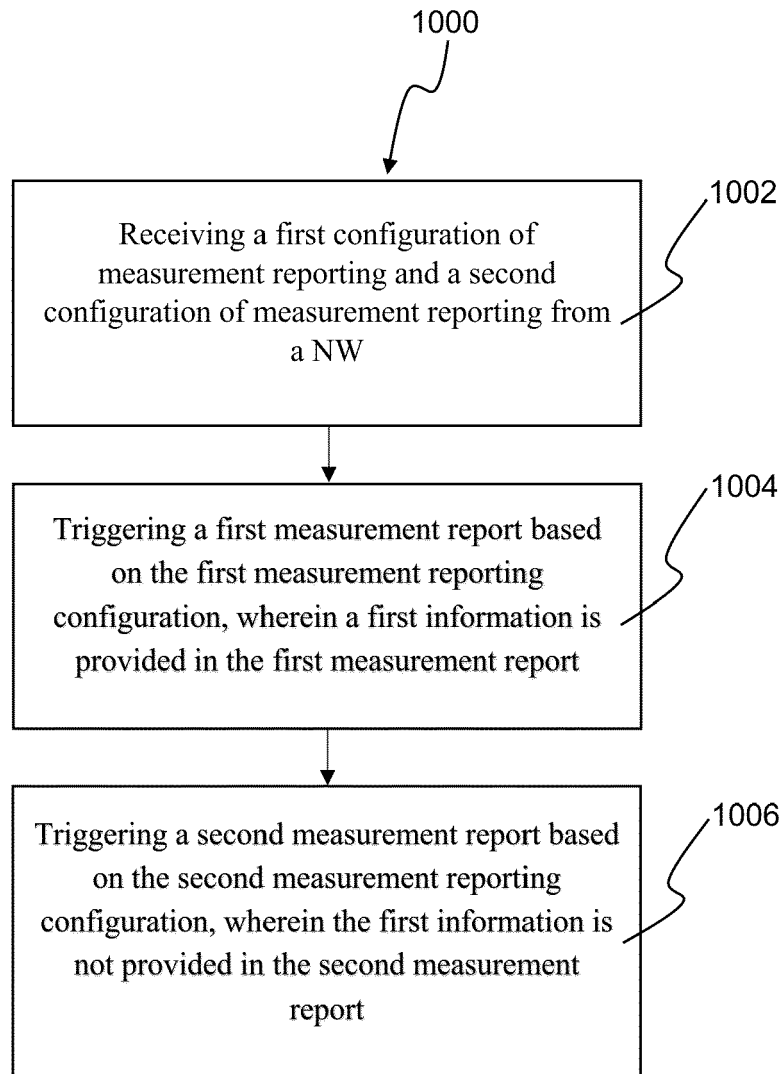 1000
1002
Receiving a first configuration of
measurement reporting and a second
configuration of measurement reporting from
a NW
1004
Triggering a first measurement report based
on the first measurement reporting
configuration, wherein a first information is
provided in the first measurement report
1006
Triggering a second measurement report based
on the second measurement reporting
configuration, wherein the first information is
not provided in the second measurement
report